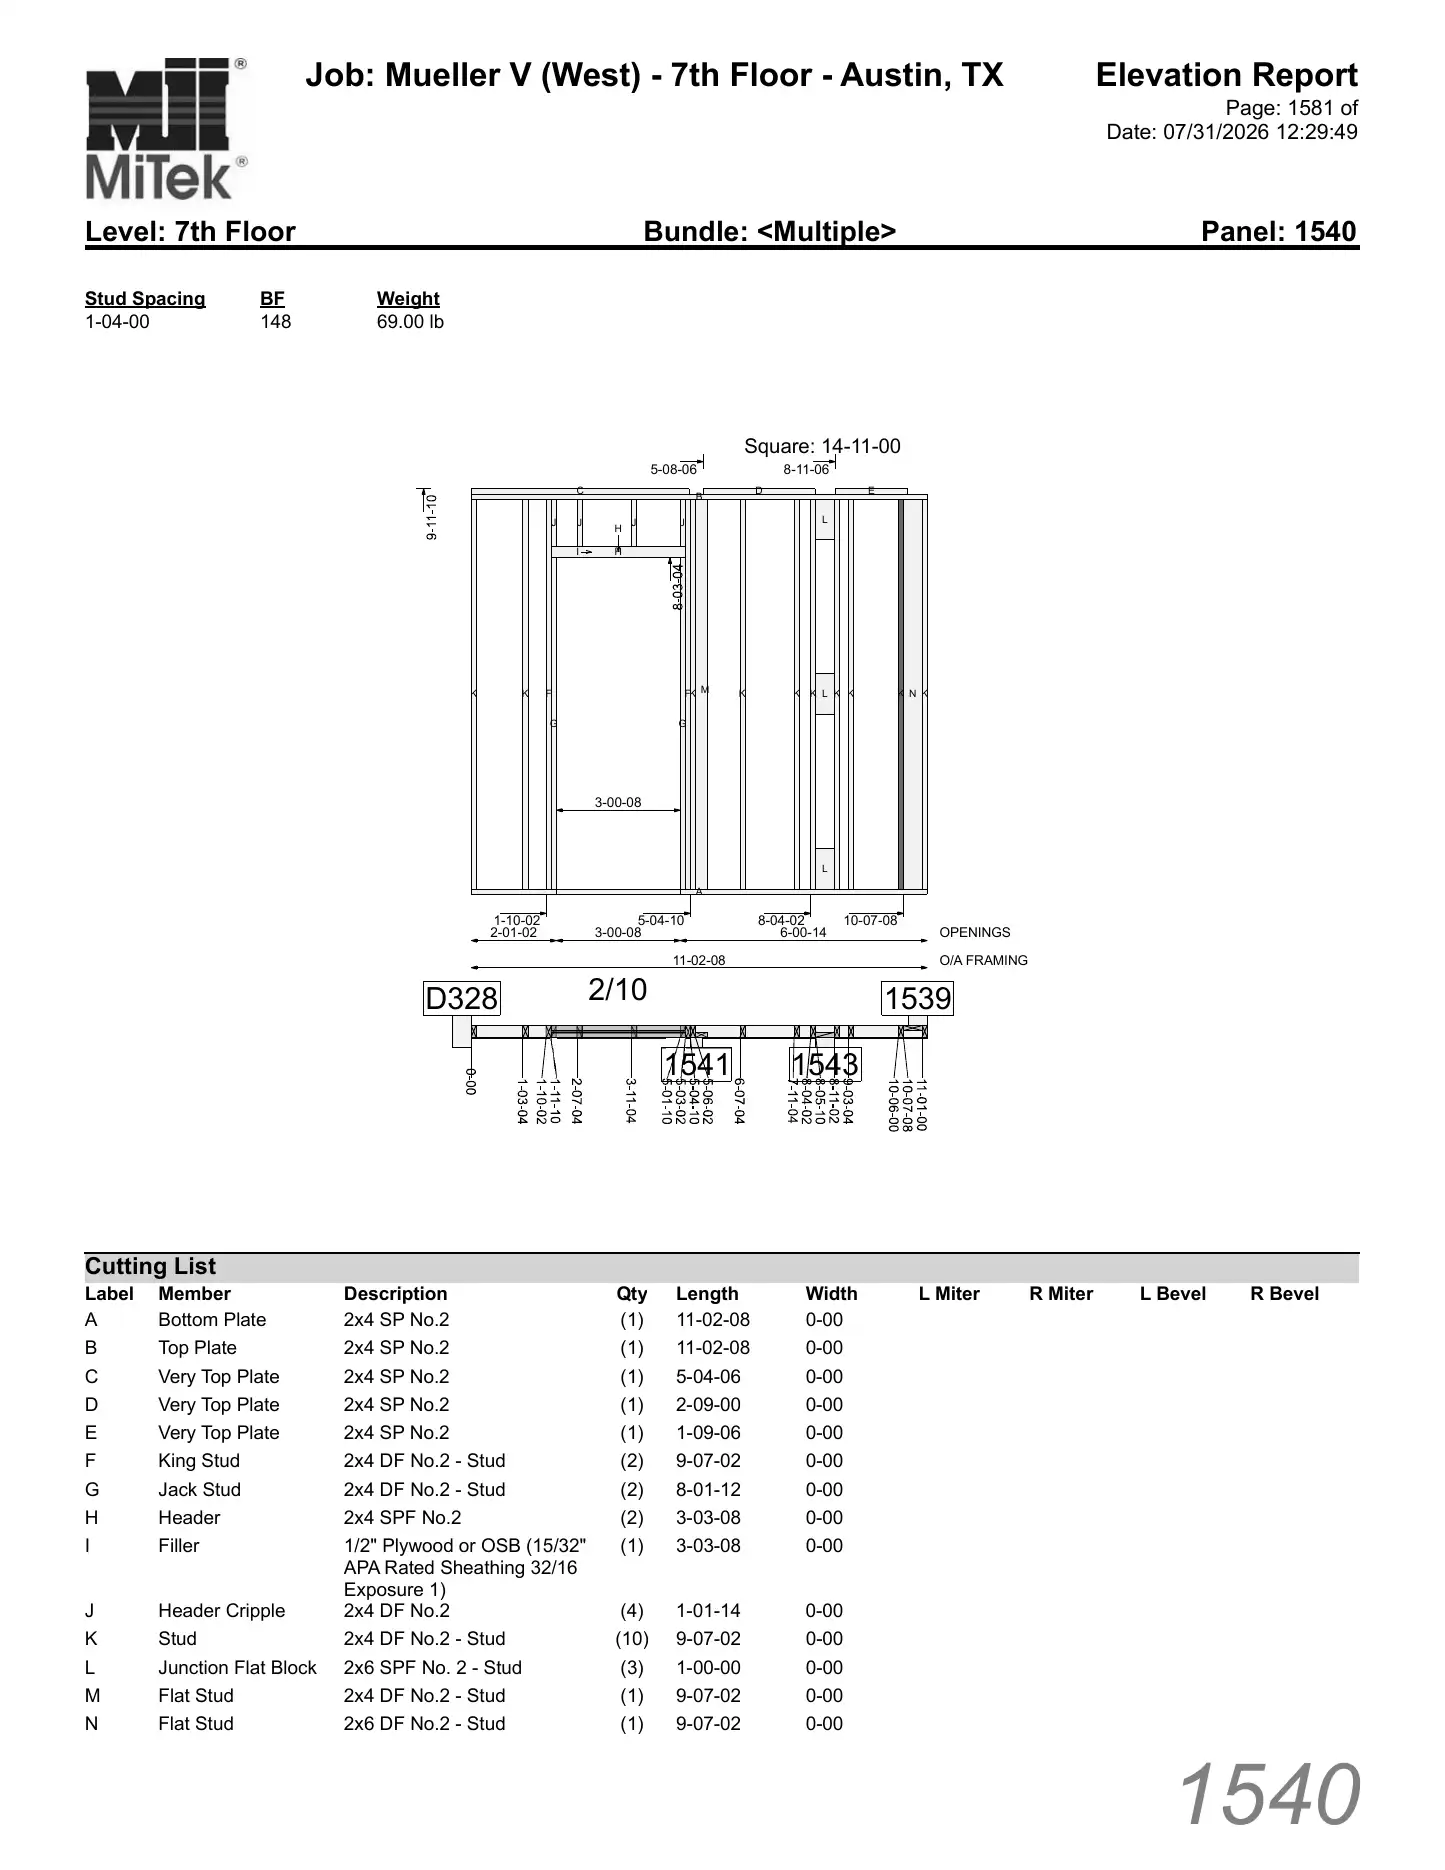 MiTek®
Job: Mueller V (West) - 7th Floor - Austin, TX
Elevation Report
Page: 1581 of
Date: 07/31/2026 12:29:49
Level: 7th Floor Bundle: <Multiple> Panel: 1540
Stud Spacing BF Weight
1-04-00 148 69.00 lb
Square: 14-11-00
5-08-06 8-11-06
9-11-10
C B D E
J J J J H L
I H
8-03-04
K K F F K M K K K L K K K N K
G G
3-00-08
L
A
1-10-02 5-04-10 8-04-02 10-07-08
2-01-02 3-00-08 6-00-14 OPENINGS
11-02-08 O/A FRAMING
D328 2/10 1539
1541 1543
0-00 1-03-04 1-10-02 1-11-10 2-07-04 3-11-04 5-01-10 5-03-02 5-04-10 5-06-02 6-07-04 7-11-04 8-04-02 8-05-10 8-11-02 9-03-04 10-06-00 10-07-08 11-01-00
Cutting List
Label Member Description Qty Length Width L Miter R Miter L Bevel R Bevel
A Bottom Plate 2x4 SP No.2 (1) 11-02-08 0-00
B Top Plate 2x4 SP No.2 (1) 11-02-08 0-00
C Very Top Plate 2x4 SP No.2 (1) 5-04-06 0-00
D Very Top Plate 2x4 SP No.2 (1) 2-09-00 0-00
E Very Top Plate 2x4 SP No.2 (1) 1-09-06 0-00
F King Stud 2x4 DF No.2 - Stud (2) 9-07-02 0-00
G Jack Stud 2x4 DF No.2 - Stud (2) 8-01-12 0-00
H Header 2x4 SPF No.2 (2) 3-03-08 0-00
I Filler 1/2" Plywood or OSB (15/32" (1) 3-03-08 0-00
APA Rated Sheathing 32/16
Exposure 1)
J Header Cripple 2x4 DF No.2 (4) 1-01-14 0-00
K Stud 2x4 DF No.2 - Stud (10) 9-07-02 0-00
L Junction Flat Block 2x6 SPF No. 2 - Stud (3) 1-00-00 0-00
M Flat Stud 2x4 DF No.2 - Stud (1) 9-07-02 0-00
N Flat Stud 2x6 DF No.2 - Stud (1) 9-07-02 0-00
1540